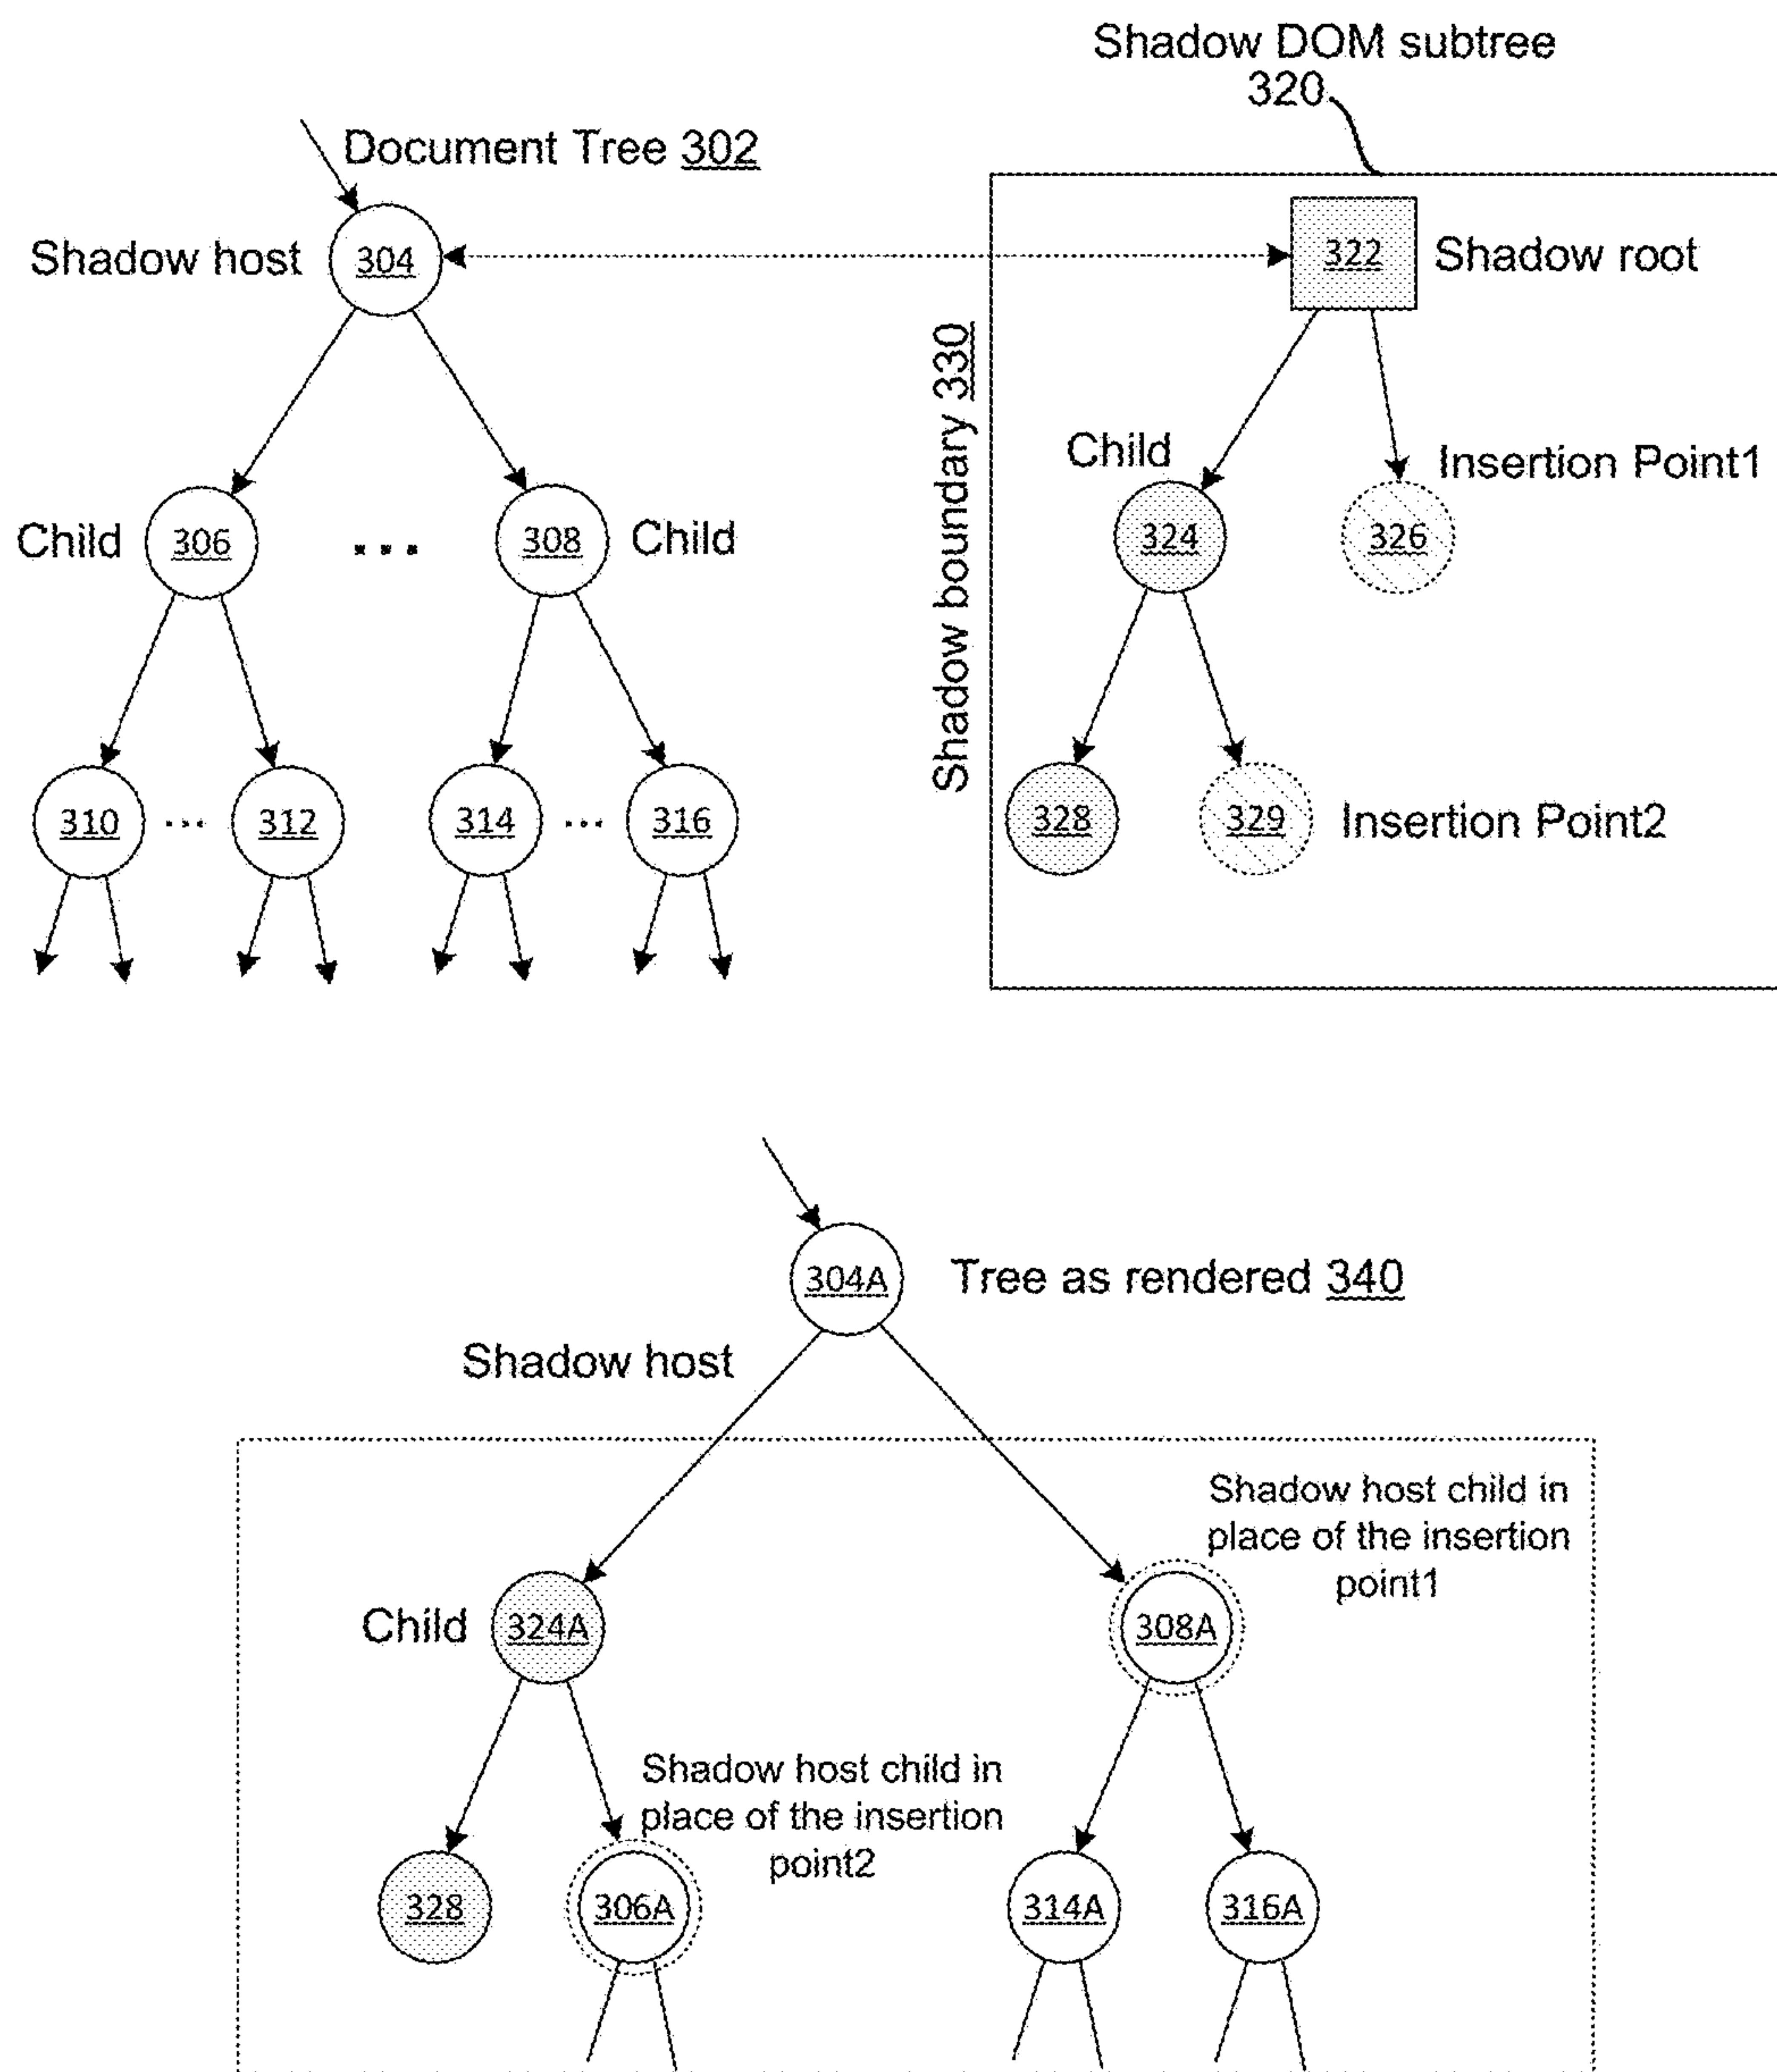 Shadow DOM subtree
320
Document Tree 302
Shadow host
304
322
Shadow root
Shadow boundary 330
Child
Insertion Point1
Child
306
...
308
Child
324
326
310
...
312
314
...
316
328
329
Insertion Point2
304A
Tree as rendered 340
Shadow host
Shadow host child in
place of the insertion
point1
Child
324A
308A
Shadow host child in
place of the insertion
point2
328
306A
314A
316A